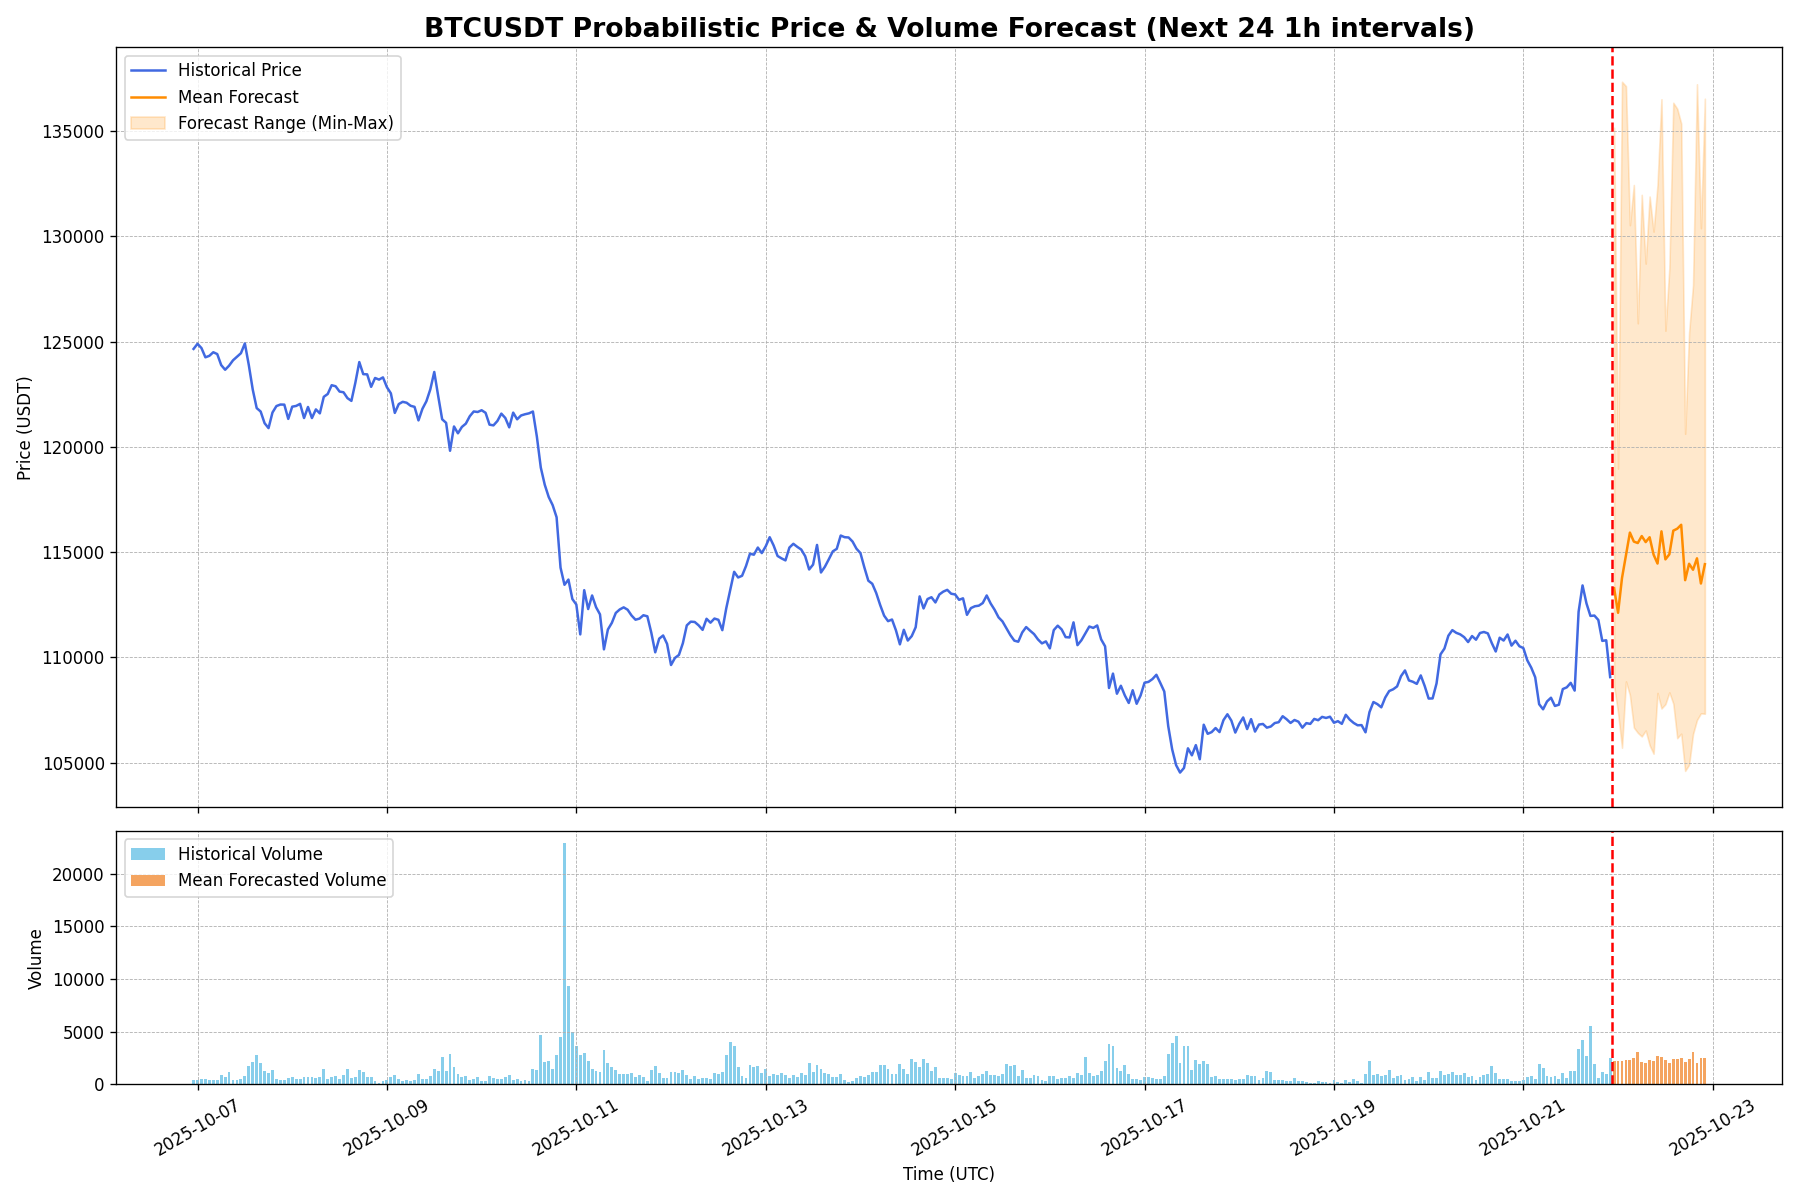 BTCUSDT Probabilistic Price & Volume Forecast (Next 24 1h intervals)
Historical Price
Mean Forecast
Forecast Range (Min-Max)
135000
130000
125000
120000
115000
110000
105000
Price (USDT)
Historical Volume
Mean Forecasted Volume
20000
15000
10000
5000
0
Volume
2025-10-07
2025-10-09
2025-10-11
2025-10-13
2025-10-15
2025-10-17
2025-10-19
2025-10-21
2025-10-23
Time (UTC)